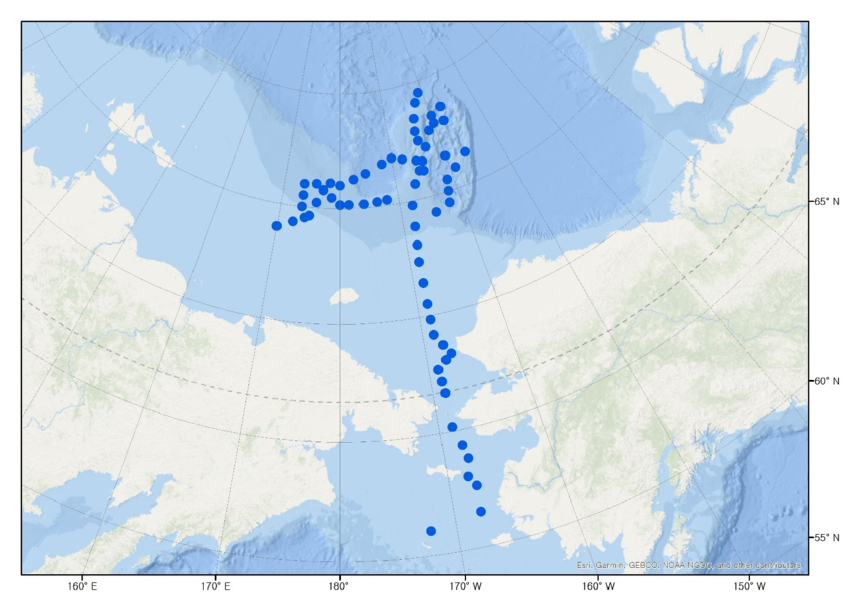 65° N
60° N
55° N
Esri, Garmin, GEBCO, NOAA NGDC, and other contributors
160° E
170° E
180°
170° W
160° W
150° W